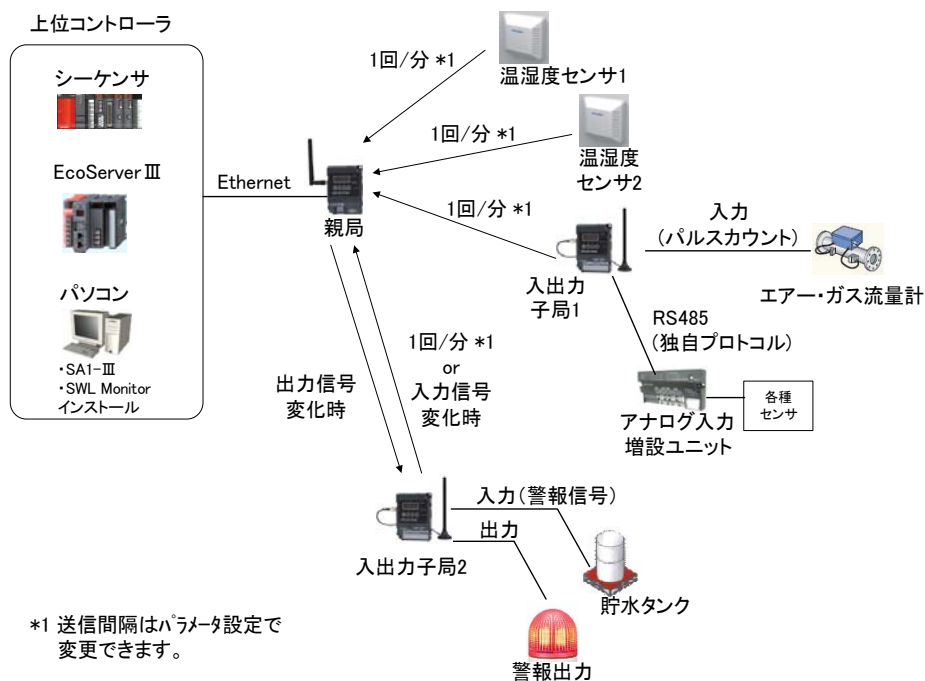 上位コントローラ
シーケンサ
EcoServerⅢ
パソコン
・SA1-Ⅲ
・SWL Monitor
インストール
Ethernet
親局
1回/分 *1
温湿度センサ1
1回/分 *1
温湿度
センサ2
1回/分 *1
入出力
子局1
入力
(パルスカウント)
エアー・ガス流量計
RS485
(独自プロトコル)
アナログ入力
増設ユニット
各種
センサ
出力信号
変化時
1回/分 *1
or
入力信号
変化時
入出力子局2
入力(警報信号)
出力
貯水タンク
警報出力
*1 送信間隔はパラメータ設定で
変更できます。